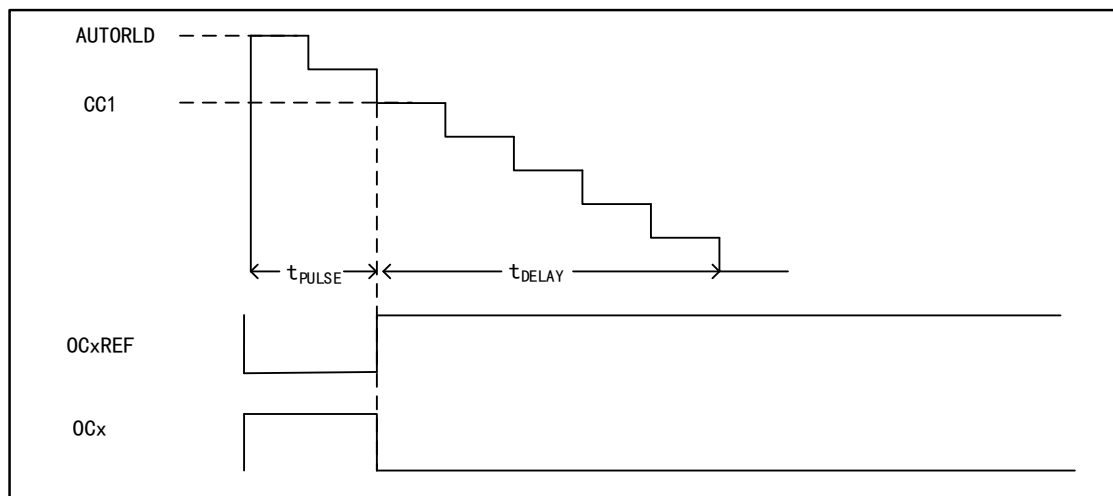 AUTORLD
CC1
tPULSE
tDELAY
OCxREF
OCx